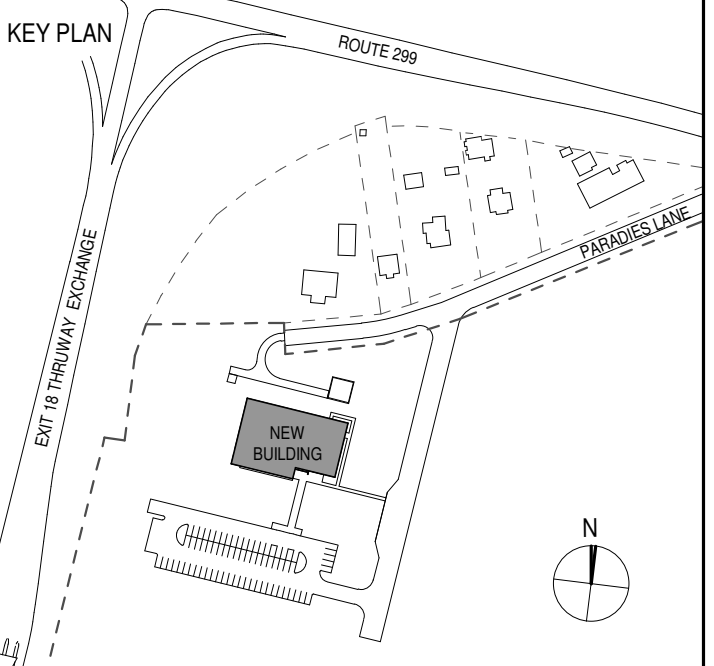 KEY PLAN
ROUTE 299
PARADIES LANE
EXIT 18 THRUWAY EXCHANGE
NEW
BUILDING
N